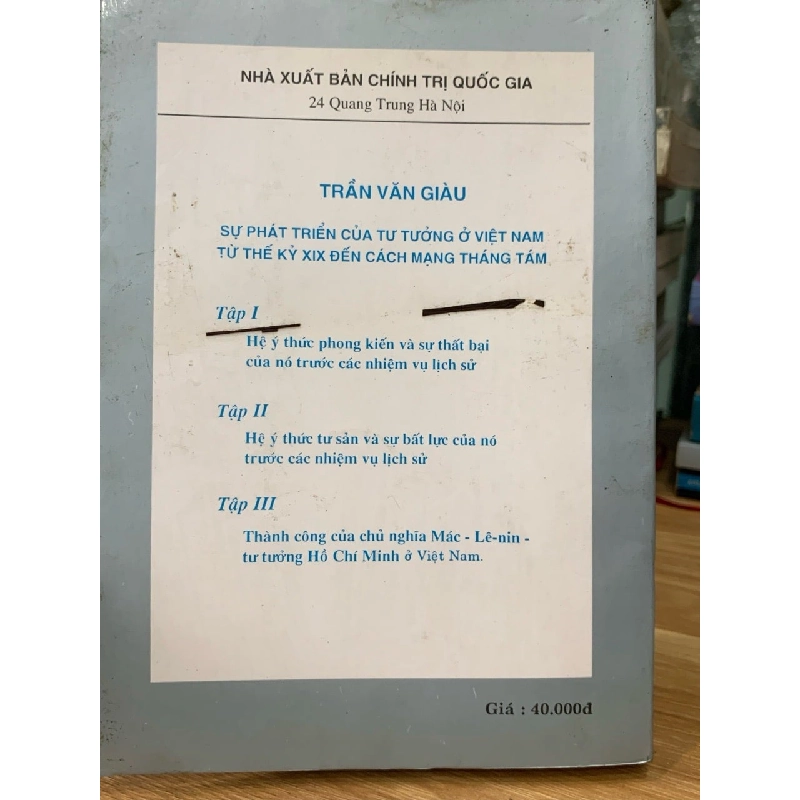 NHÀ XUẤT BẢN CHÍNH TRỊ QUỐC GIA
24 Quang Trung Hà Nội
TRẦN VĂN GIÀU
SỰ PHÁT TRIỂN CỦA TƯ TƯỞNG Ở VIỆT NAM
TỪ THẾ KỶ XIX ĐẾN CÁCH MẠNG THÁNG TÁM
Tập I
Hệ ý thức phong kiến và sự thất bại
của nó trước các nhiệm vụ lịch sử
Tập II
Hệ ý thức tư sản và sự bất lực của nó
trước các nhiệm vụ lịch sử
Tập III
Thành công của chủ nghĩa Mác - Lê-nin -
tư tưởng Hồ Chí Minh ở Việt Nam.
Giá : 40.000đ